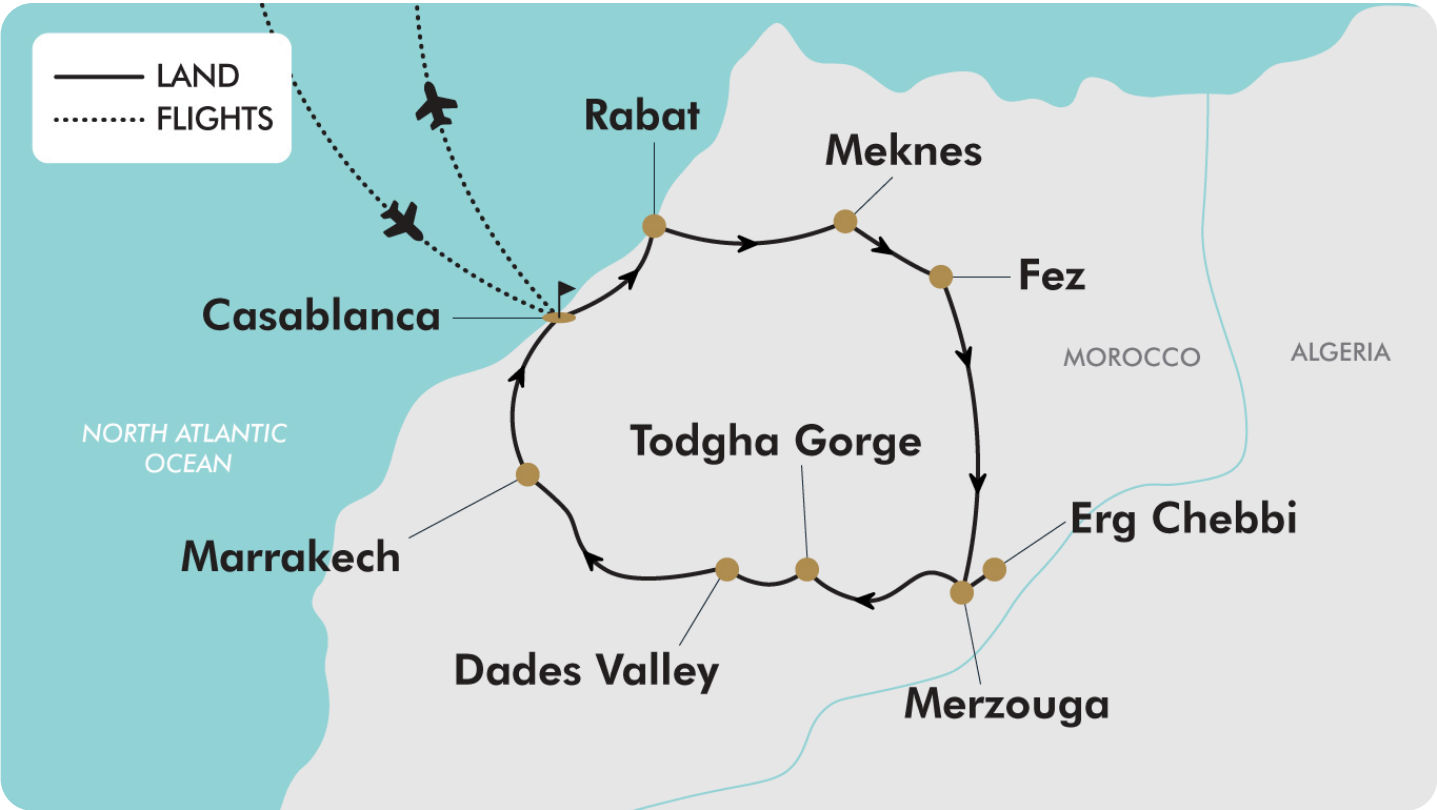 LAND
FLIGHTS
Rabat
Meknes
Fez
Casablanca
MOROCCO
ALGERIA
NORTH ATLANTIC
OCEAN
Todgha Gorge
Erg Chebbi
Marrakech
Dades Valley
Merzouga